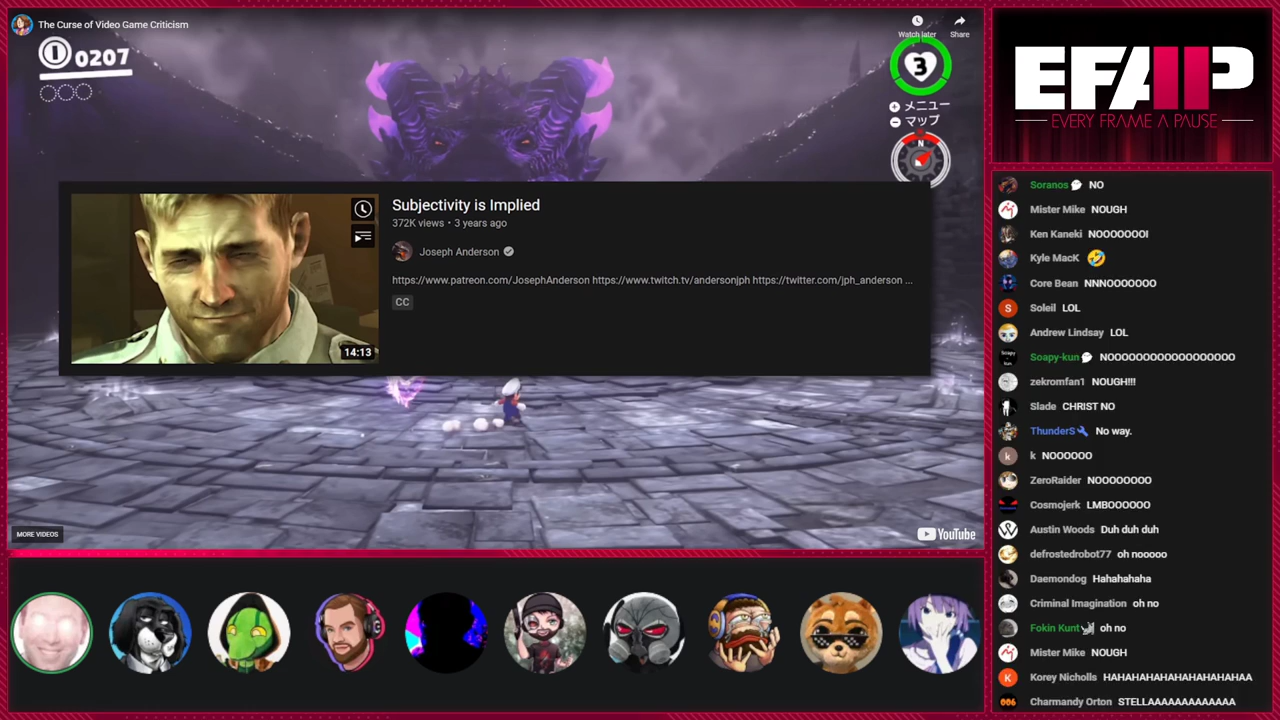 The Curse of Video Game Criticism
Watch later
Share
0207
3
メニュー
マップ
N
Subjectivity is Implied
372K views • 3 years ago
Joseph Anderson
https://www.patreon.com/JosephAnderson https://www.twitch.tv/andersonjph https://twitter.com/jph_anderson ...
CC
14:13
MORE VIDEOS
YouTube
EFAP
EVERY FRAME A PAUSE
Soranos NO
Mister Mike NOUGH
Ken Kaneki NOOOOOOOI
Kyle MacK 🤣
Core Bean NNNOOOOOOO
S
Soleil LOL
Andrew Lindsay LOL
Soapy-kun NOOOOOOOOOOOOOOOOOO
zekromfan1 NOUGH!!!
Slade CHRIST NO
ThunderS No way.
k
k NOOOOOO
ZeroRaider NOOOOOOOO
Cosmojerk LMBOOOOOO
Austin Woods Duh duh duh
defrostedrobot77 oh nooooo
Daemondog Hahahahaha
Criminal Imagination oh no
Fokin Kunt oh no
Mister Mike NOUGH
K
Korey Nicholls HAHAHAHAHAHAHAHAHAHAA
Charmandy Orton STELLAAAAAAAAAAAAA